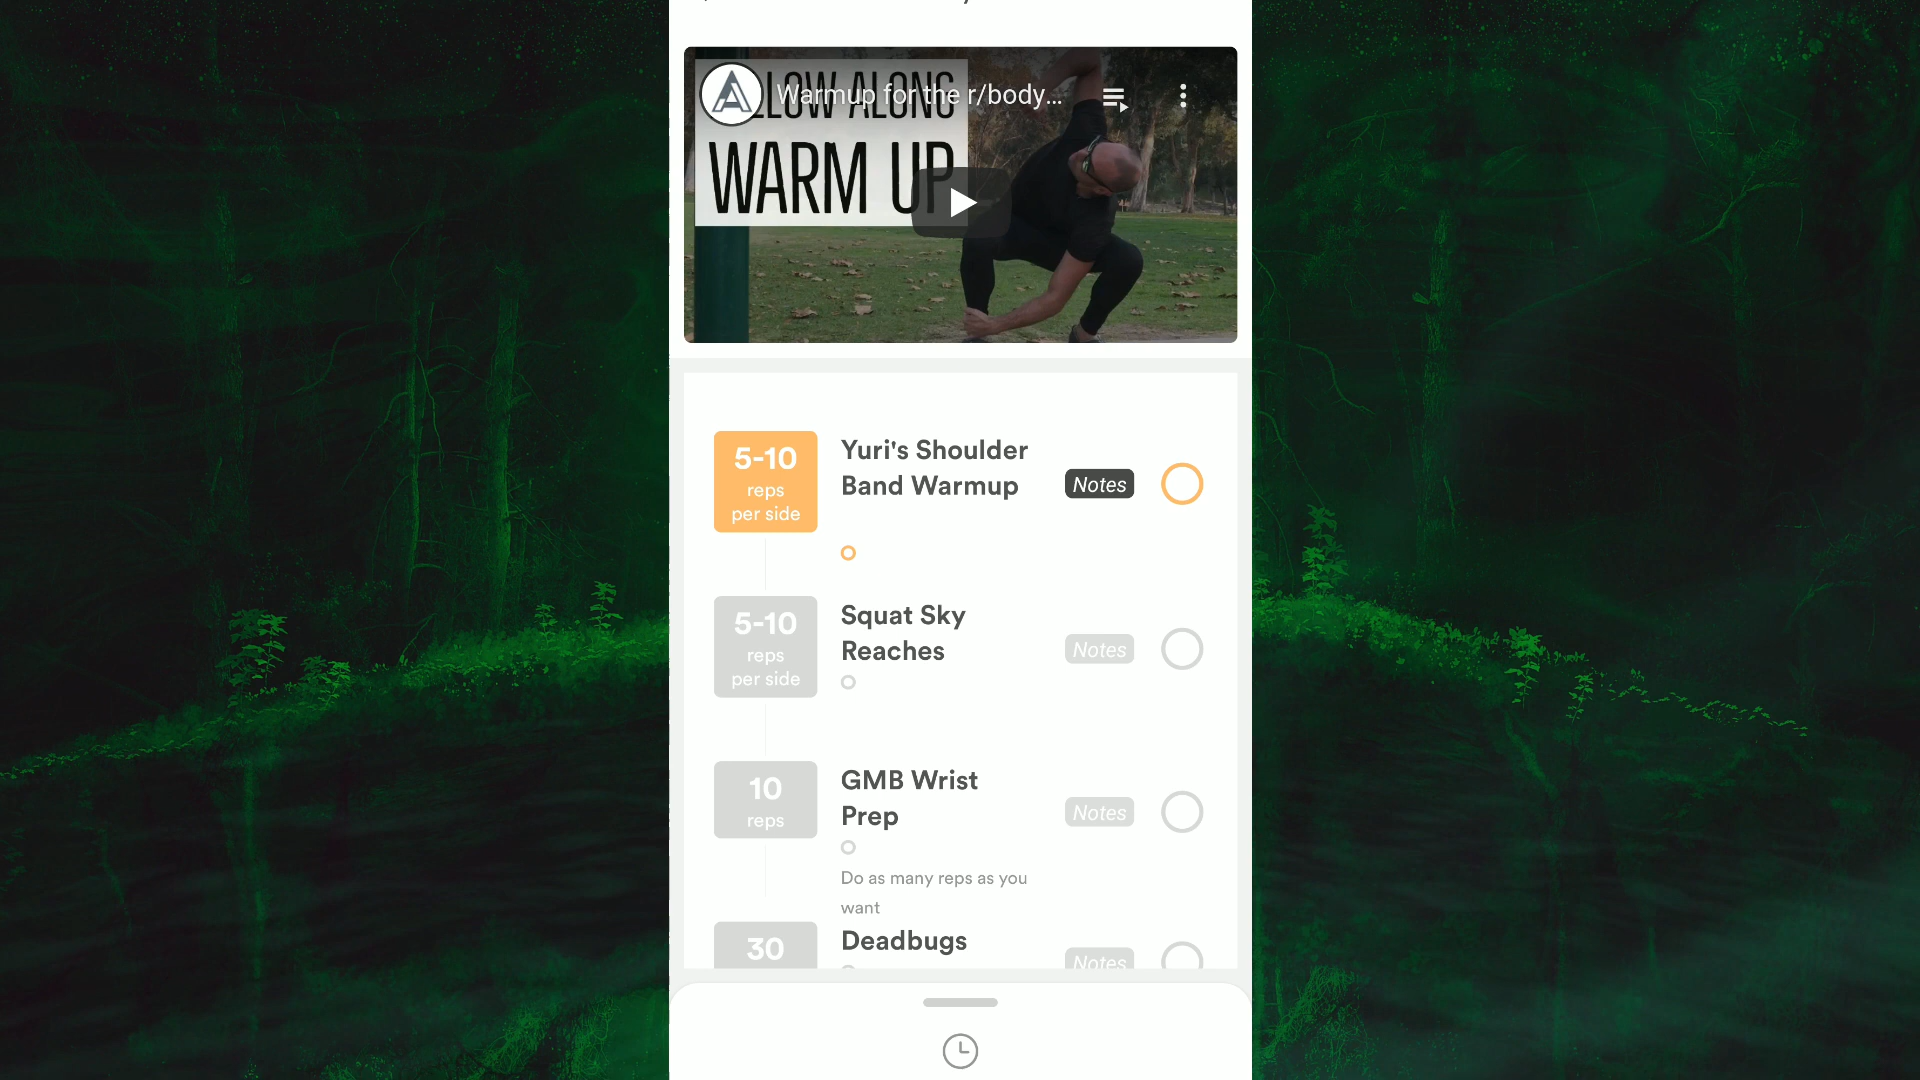 LLOW ALONG
Warmup for the r/body...
WARM UP
5-10
reps
per side
Yuri's Shoulder
Band Warmup
Notes
5-10
reps
per side
Squat Sky
Reaches
Notes
10
reps
GMB Wrist
Prep
Notes
Do as many reps as you
want
30
Deadbugs
Notes